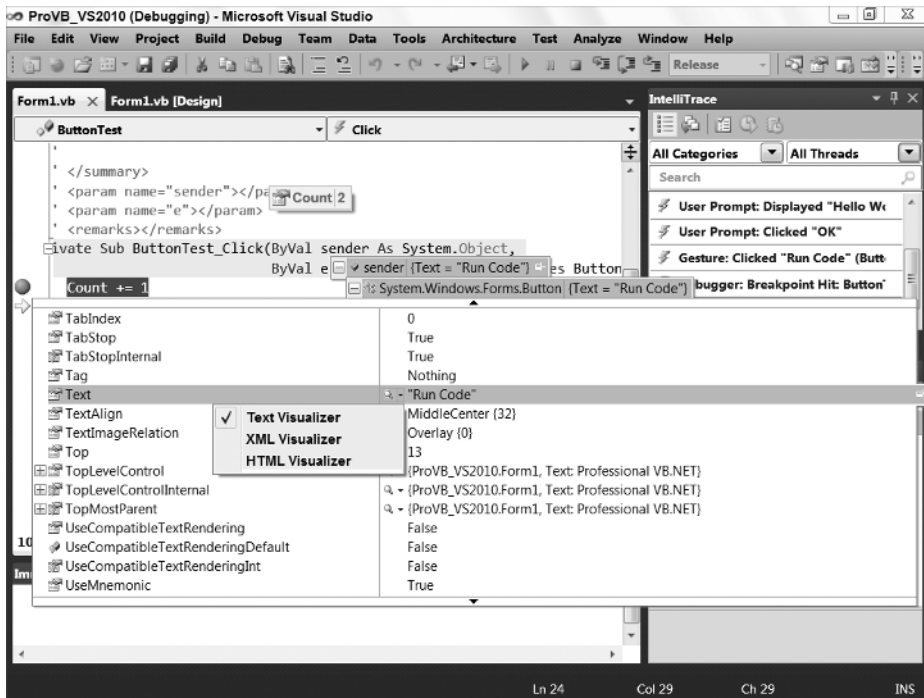 ProVB_VS2010 (Debugging) - Microsoft Visual Studio
File Edit View Project Build Debug Team Data Tools Architecture Test Analyze Window Help
Release
Form1.vb Form1.vb [Design]
IntelliTrace
ButtonTest Click
All Categories All Threads
Search
'
' </summary>
' <param name="sender"></pa
Count 2
' <param name="e"></param>
' <remarks></remarks>
ivate Sub ButtonTest_Click(ByVal sender As System.Object,
ByVal e
sender {Text = "Run Code"}
es Button
Count += 1
System.Windows.Forms.Button {Text = "Run Code"}
User Prompt: Displayed "Hello Wo
User Prompt: Clicked "OK"
Gesture: Clicked "Run Code" (Butt
bugger: Breakpoint Hit: Button
TabIndex 0
TabStop True
TabStopInternal True
Tag Nothing
Text "Run Code"
TextAlign MiddleCenter {32}
TextImageRelation Overlay {0}
Top 13
TopLevelControl {ProVB_VS2010.Form1, Text: Professional VB.NET}
TopLevelControlInternal {ProVB_VS2010.Form1, Text: Professional VB.NET}
TopMostParent {ProVB_VS2010.Form1, Text: Professional VB.NET}
UseCompatibleTextRendering False
UseCompatibleTextRenderingDefault False
UseCompatibleTextRenderingInt False
UseMnemonic True
Text Visualizer
XML Visualizer
HTML Visualizer
10
Im
Ln 24 Col 29 Ch 29 INS